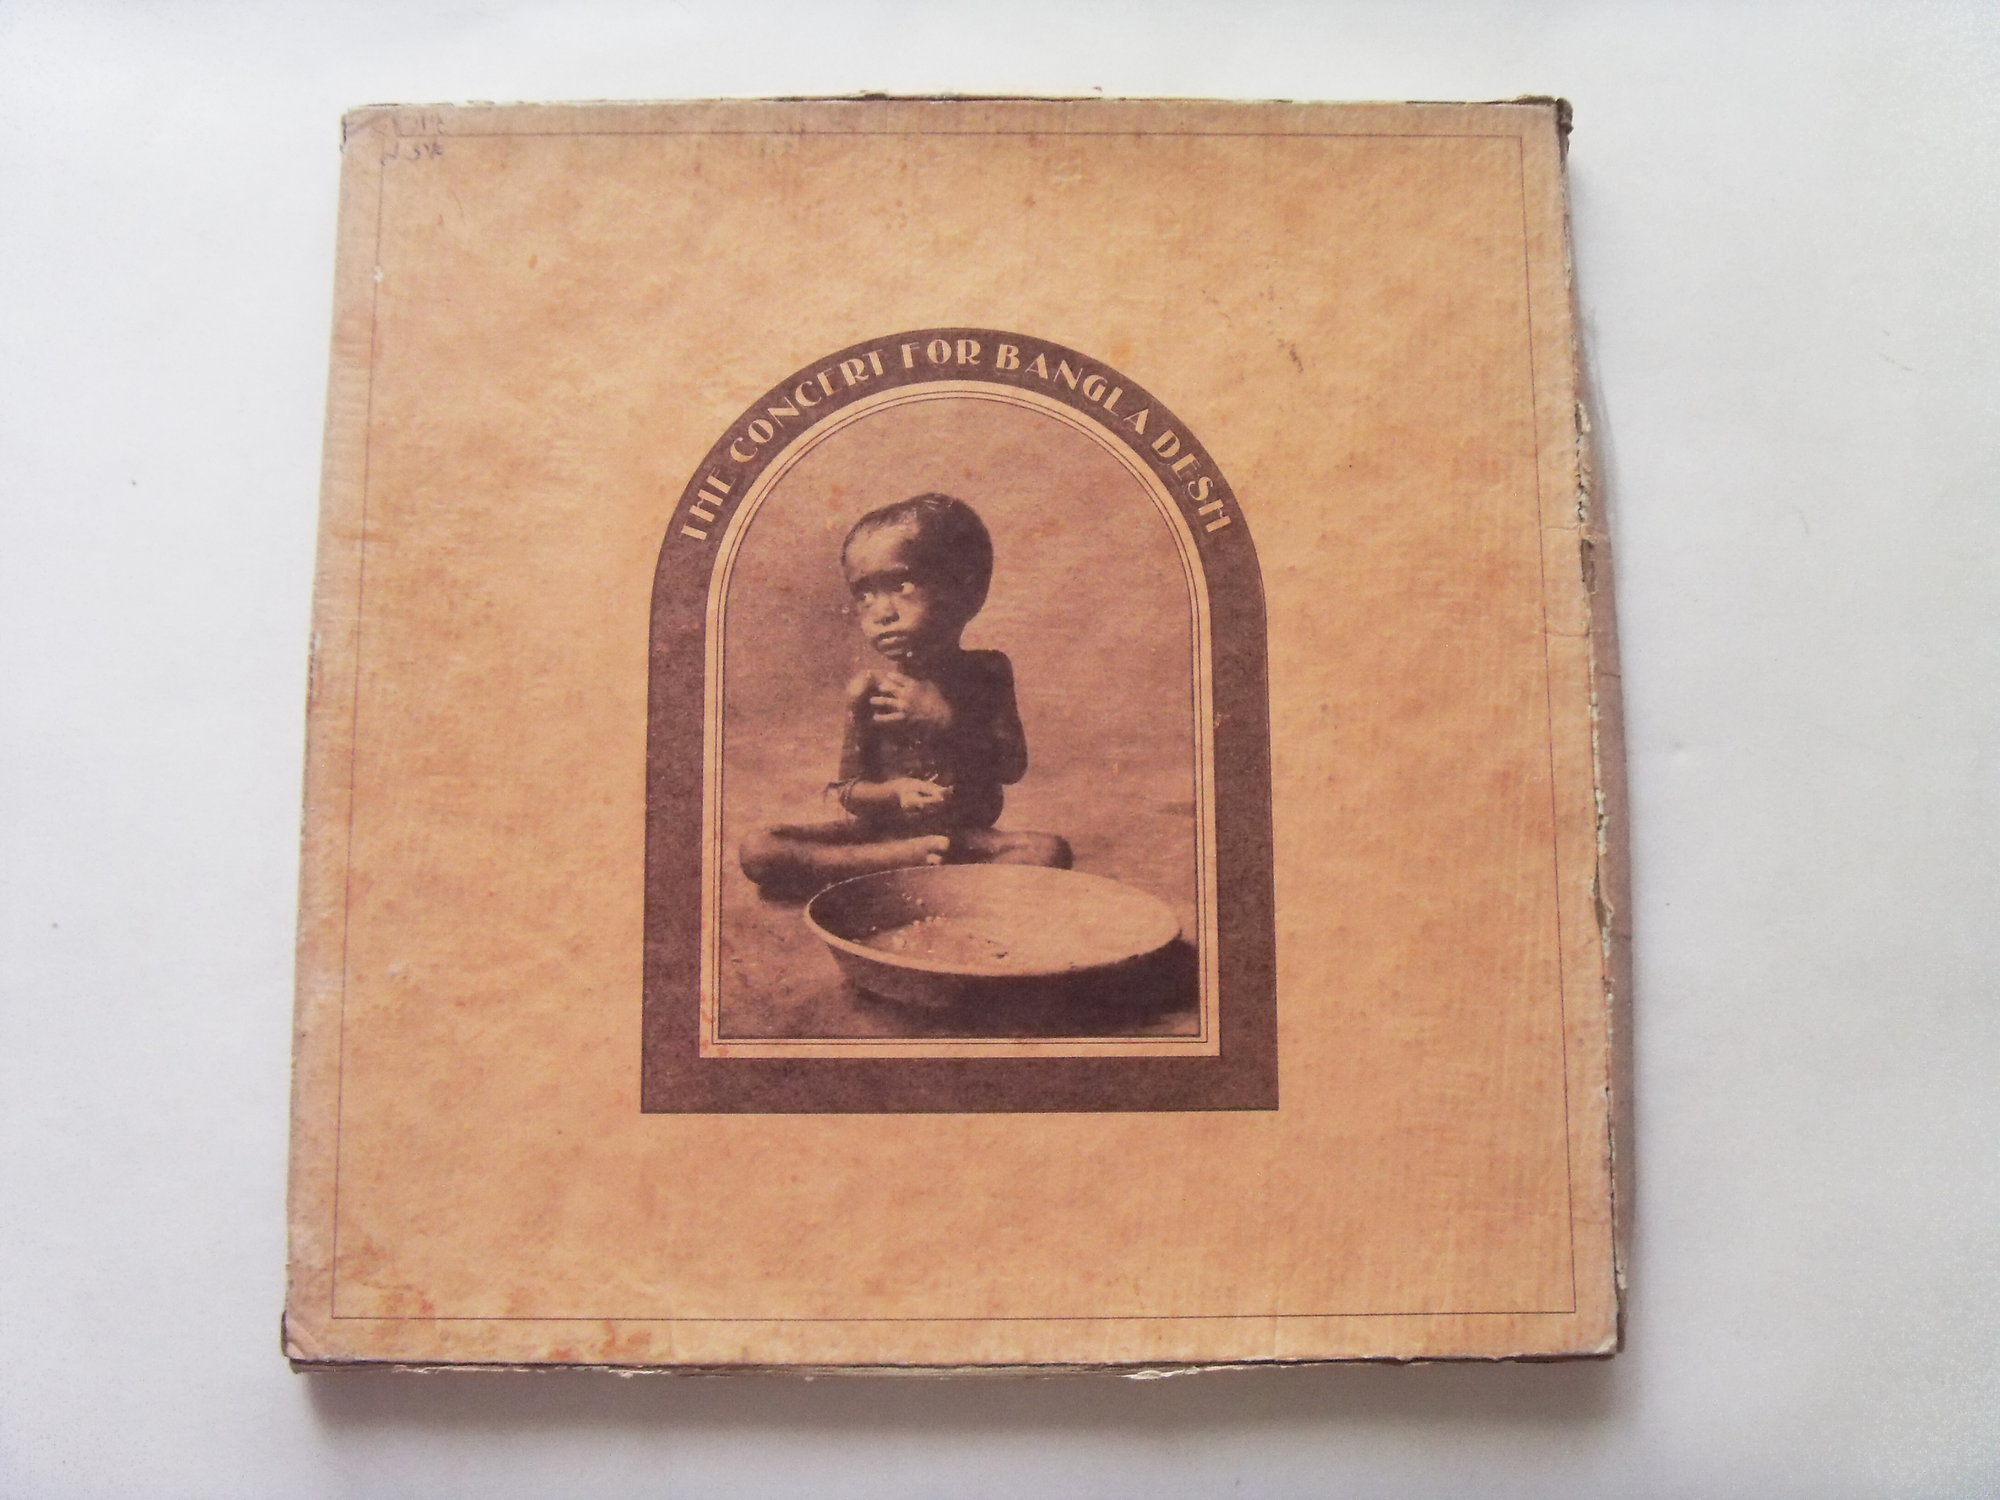 THE CONCERT FOR BANGLA DESH